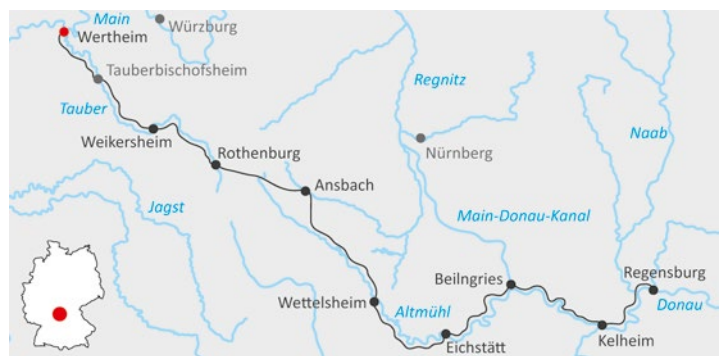 Main
Würzburg
Wertheim
Tauberbischofsheim
Regnitz
Tauber
Weikersheim
Naab
Nürnberg
Rothenburg
Ansbach
Jagst
Main-Donau-Kanal
Beilngries
Regensburg
Wettelsheim
Altmühl
Donau
Kelheim
Eichstätt